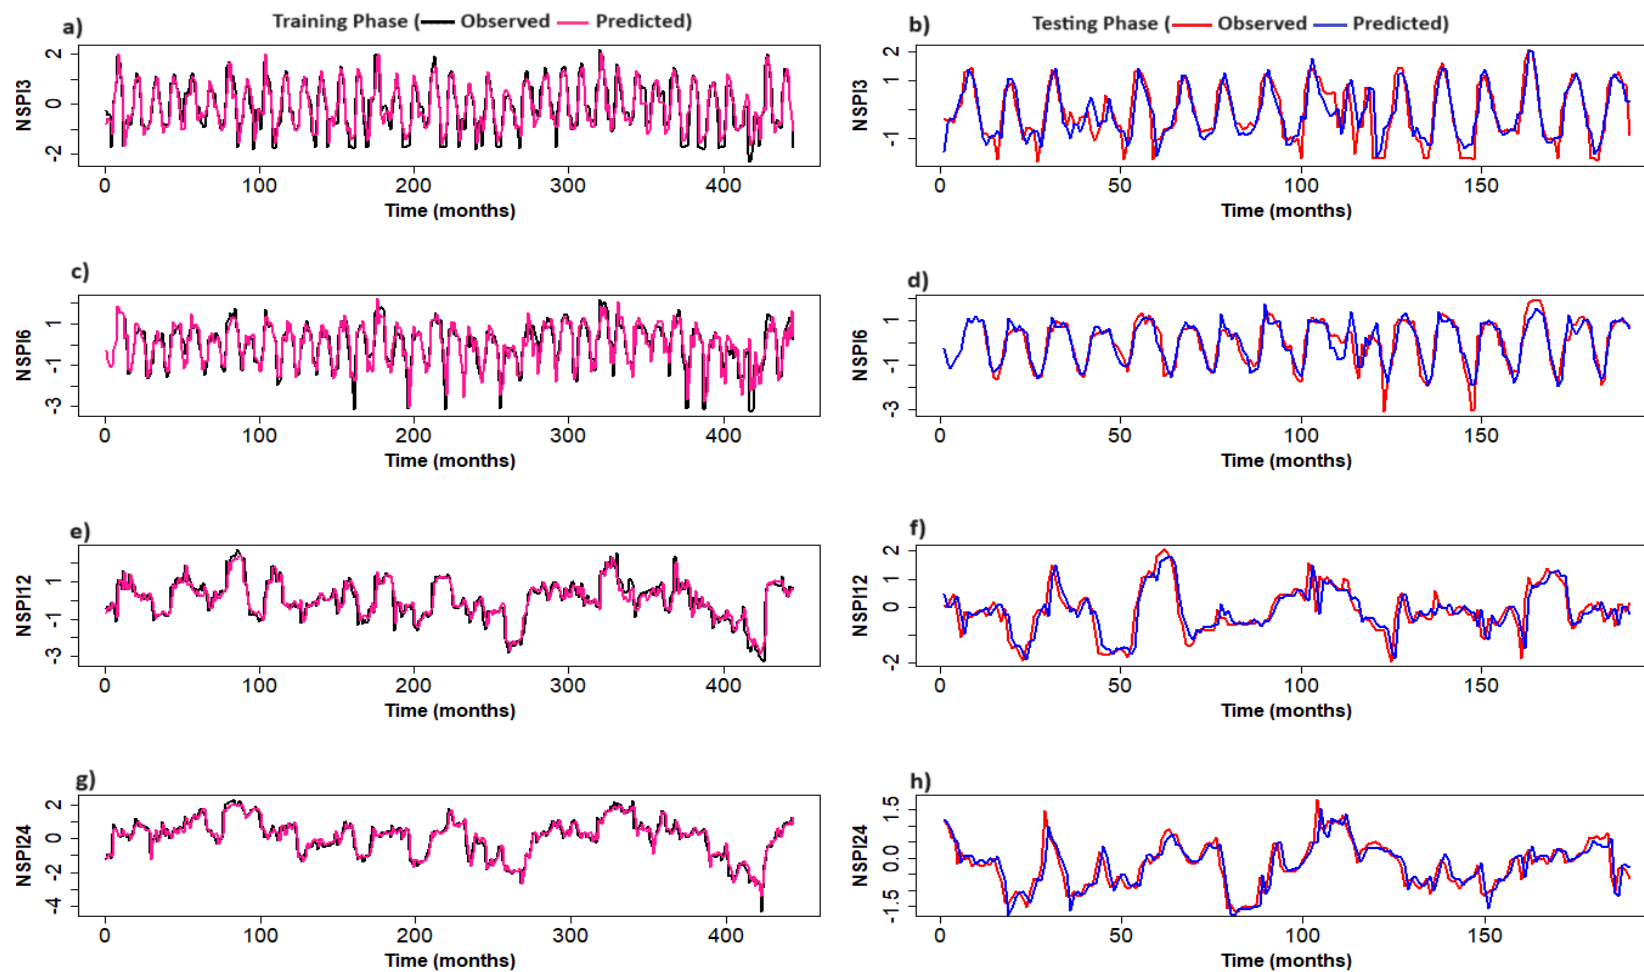 a) Training Phase ( Observed Predicted)
2
0
-2
NSPI3
0 100 200 300 400
Time (months)
b) Testing Phase ( Observed Predicted)
2
1
-1
NSPI3
0 50 100 150
Time (months)
c)
1
-1
-3
NSPI6
0 100 200 300 400
Time (months)
d)
1
-1
-3
NSPI6
0 50 100 150
Time (months)
e)
1
-1
-3
NSPI12
0 100 200 300 400
Time (months)
f)
2
1
0
-2
NSPI12
0 50 100 150
Time (months)
g)
2
0
-2
-4
NSPI24
0 100 200 300 400
Time (months)
h)
1.5
0.0
-1.5
NSPI24
0 50 100 150
Time (months)